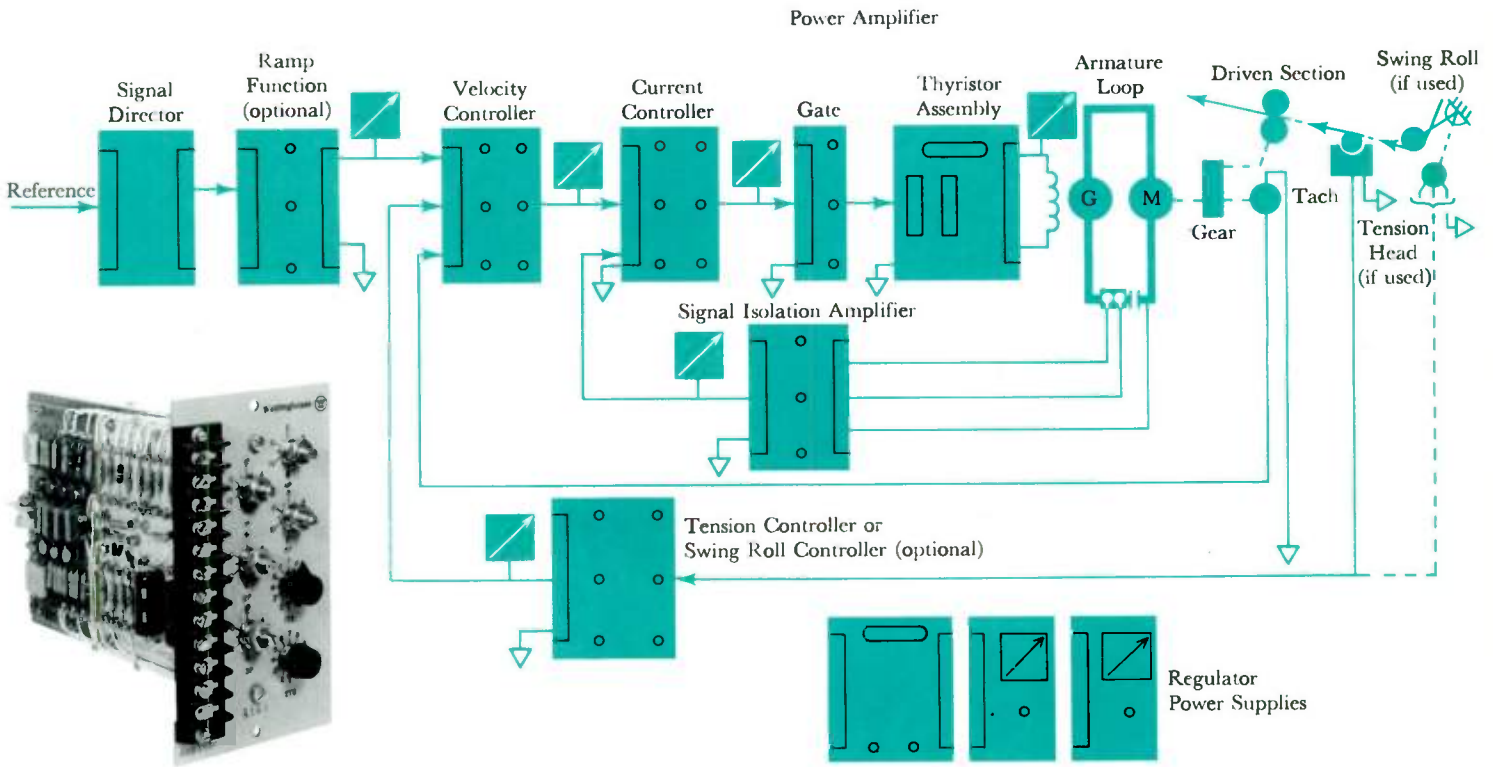 Power Amplifier
Signal
Director
Ramp
Function
(optional)
Velocity
Controller
Current
Controller
Gate
Thyristor
Assembly
Armature
Loop
Driven Section
Swing Roll
(if used)
Reference
G
M
Gear
Tach
Tension
Head
(if used)
Signal Isolation Amplifier
Westinghouse
Tension Controller or
Swing Roll Controller (optional)
Regulator
Power Supplies